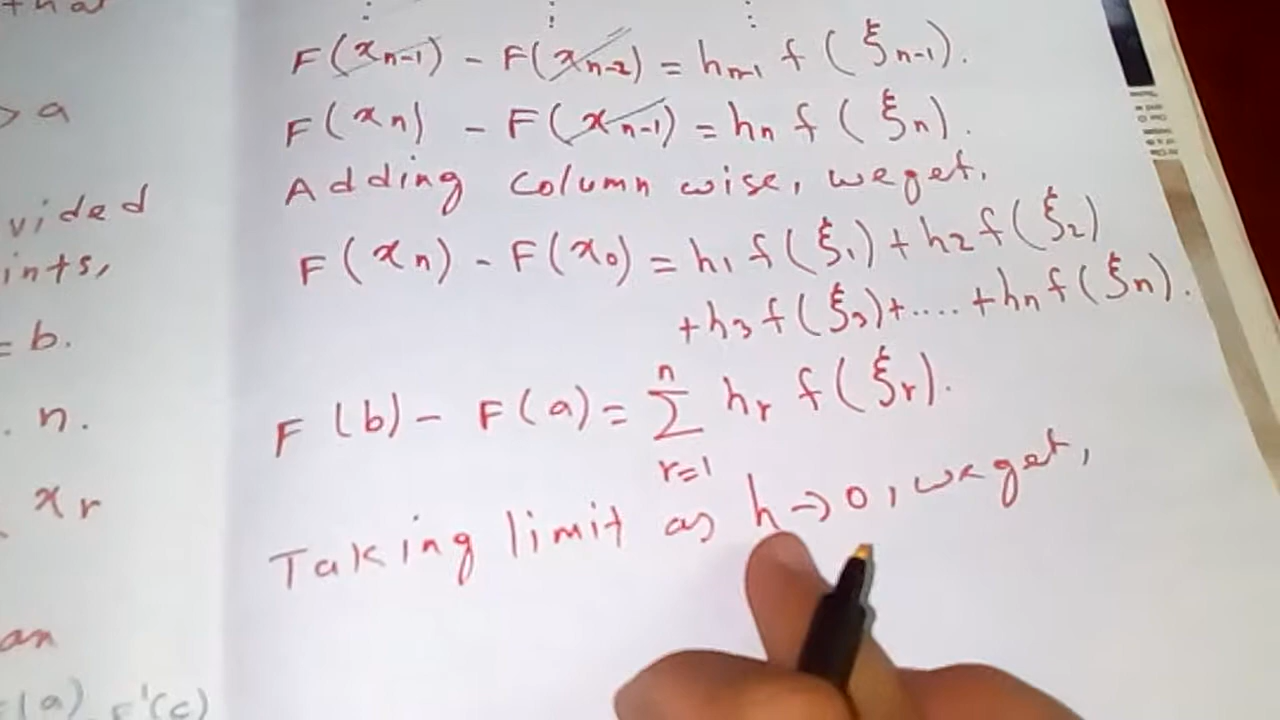 > a
vided
ints,
= b.
. n.
xr
an
(a) F'(c)
F(xn-1) - F(xn-2) = hn-1 f(ξn-1).
F(xn) - F(xn-1) = hn f(ξn).
Adding column wise, we get,
F(xn) - F(x0) = h1 f(ξ1) + h2 f(ξ2)
+ h3 f(ξ3) + .... + hn f(ξn).
F(b) - F(a) = n∑r=1 hr f(ξr).
Taking limit as h → 0, we get,